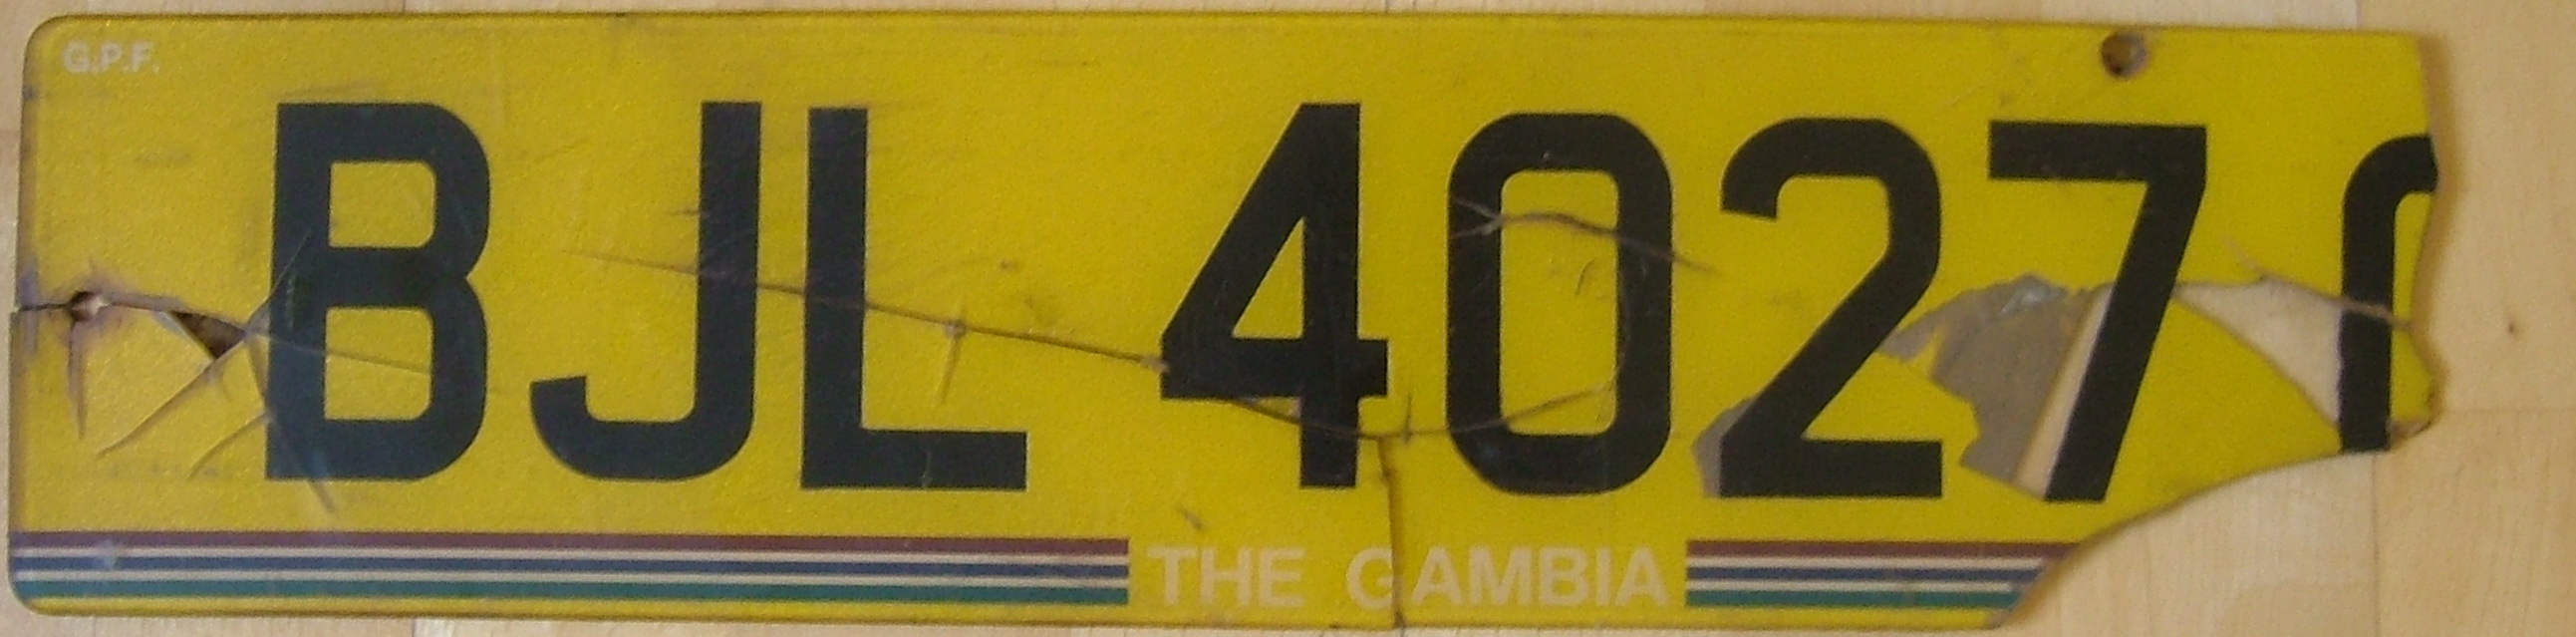 G.P.F.
BJL 4027
THE GAMBIA